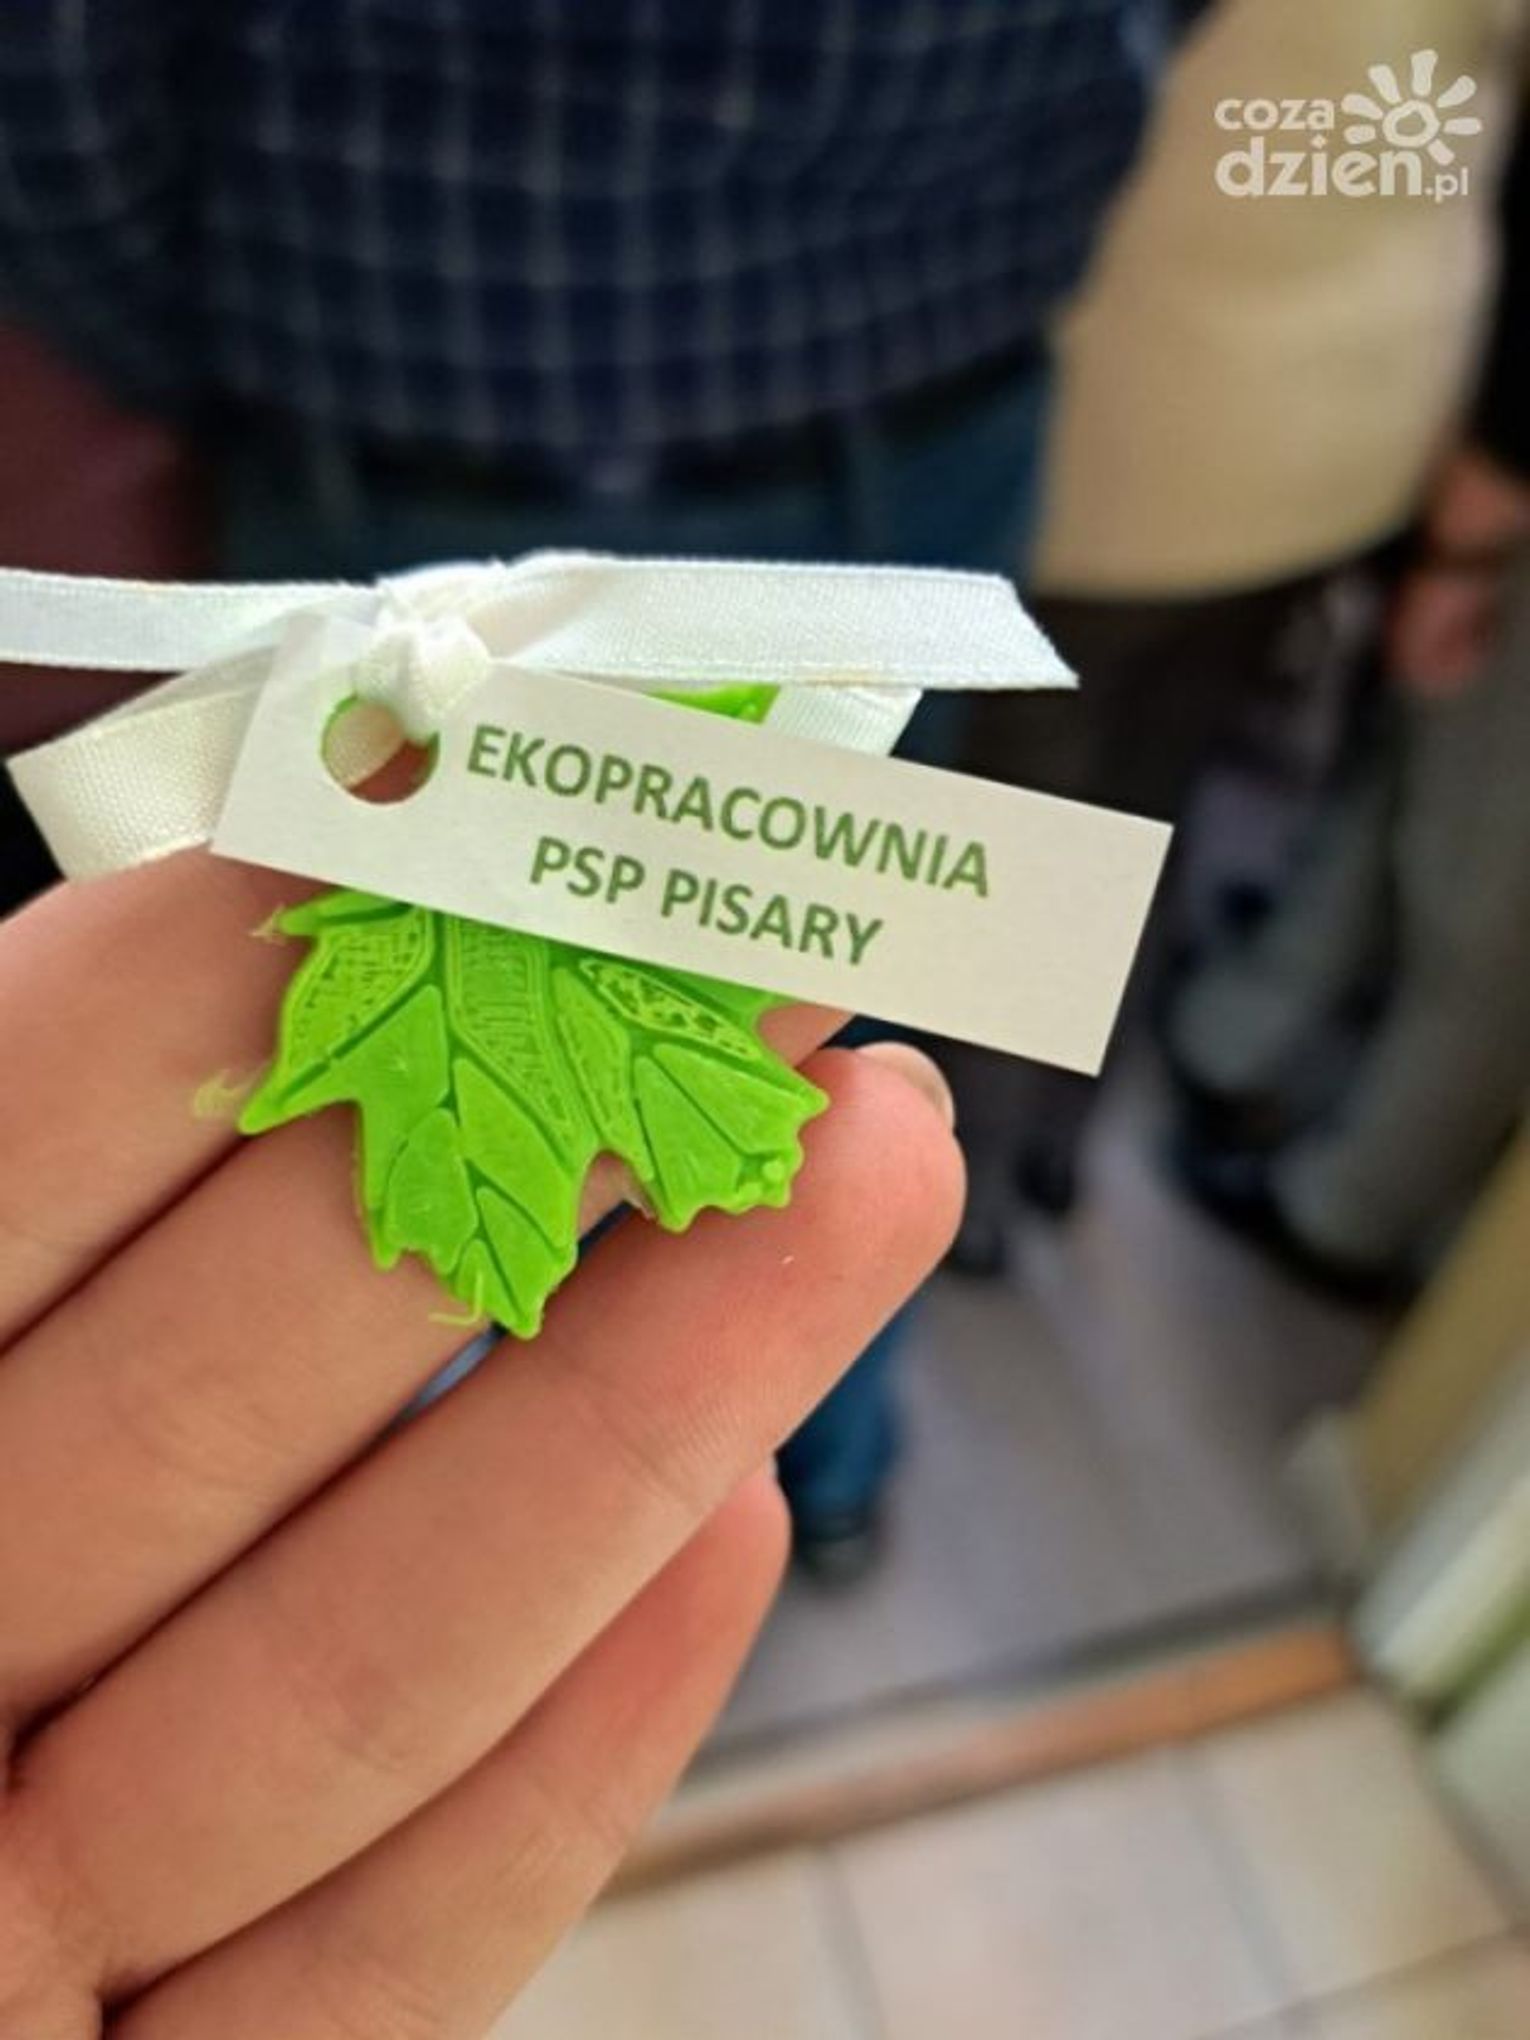 coza
dzien.pl
EKOPRACOWNIA
PSP PISARY